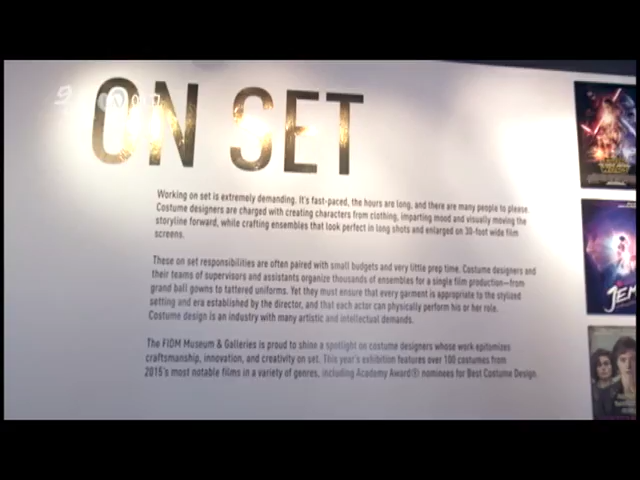 ON SET
Working on set is extremely demanding. It's fast-paced, the hours are long, and there are many people to please.
Costume designers are charged with creating characters from clothing, imparting mood and visually moving the
storyline forward, while crafting ensembles that look perfect in long shots and enlarged on 30-foot wide film
screens.
These on set responsibilities are often paired with small budgets and very little prep time. Costume designers and
their teams of supervisors and assistants organize thousands of ensembles for a single film production—from
grand ball gowns to tattered uniforms. Yet they must ensure that every garment is appropriate to the stylized
setting and era established by the director, and that each actor can physically perform his or her role.
Costume design is an industry with many artistic and intellectual demands.
The FIDM Museum & Galleries is proud to shine a spotlight on costume designers whose work epitomizes
craftsmanship, innovation, and creativity on set. This year's exhibition features over 100 costumes from
2015's most notable films in a variety of genres, including Academy Award® nominees for Best Costume Design.